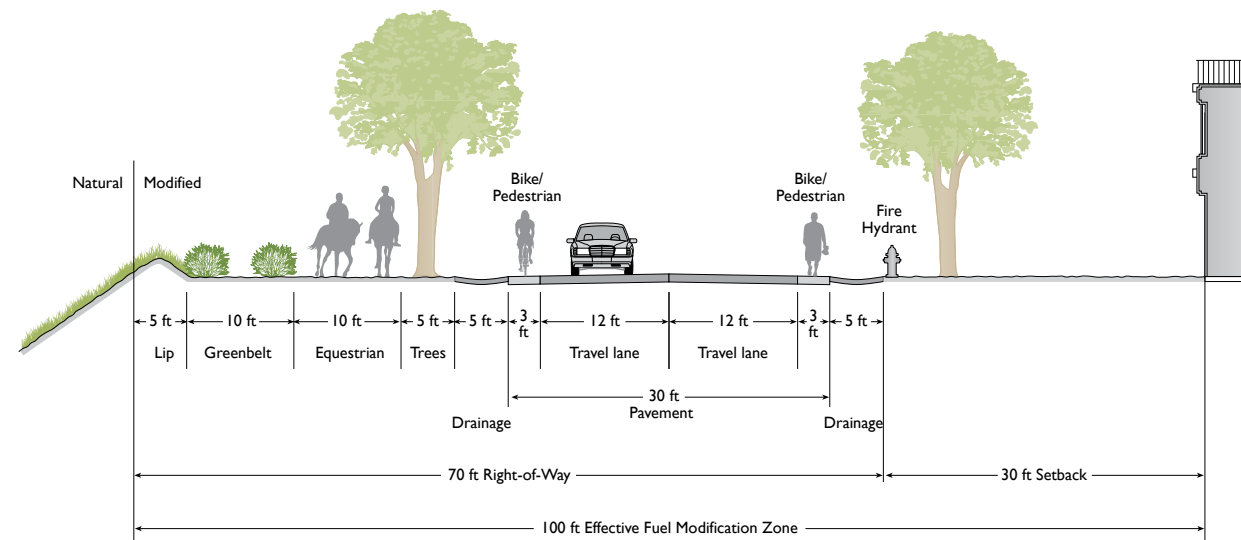 Natural
Modified
Bike/
Pedestrian
Bike/
Pedestrian
Fire
Hydrant
5 ft
10 ft
10 ft
5 ft
5 ft
3
ft
12 ft
12 ft
3
ft
5 ft
Lip
Greenbelt
Equestrian
Trees
Travel lane
Travel lane
30 ft
Pavement
Drainage
Drainage
70 ft Right-of-Way
30 ft Setback
100 ft Effective Fuel Modification Zone